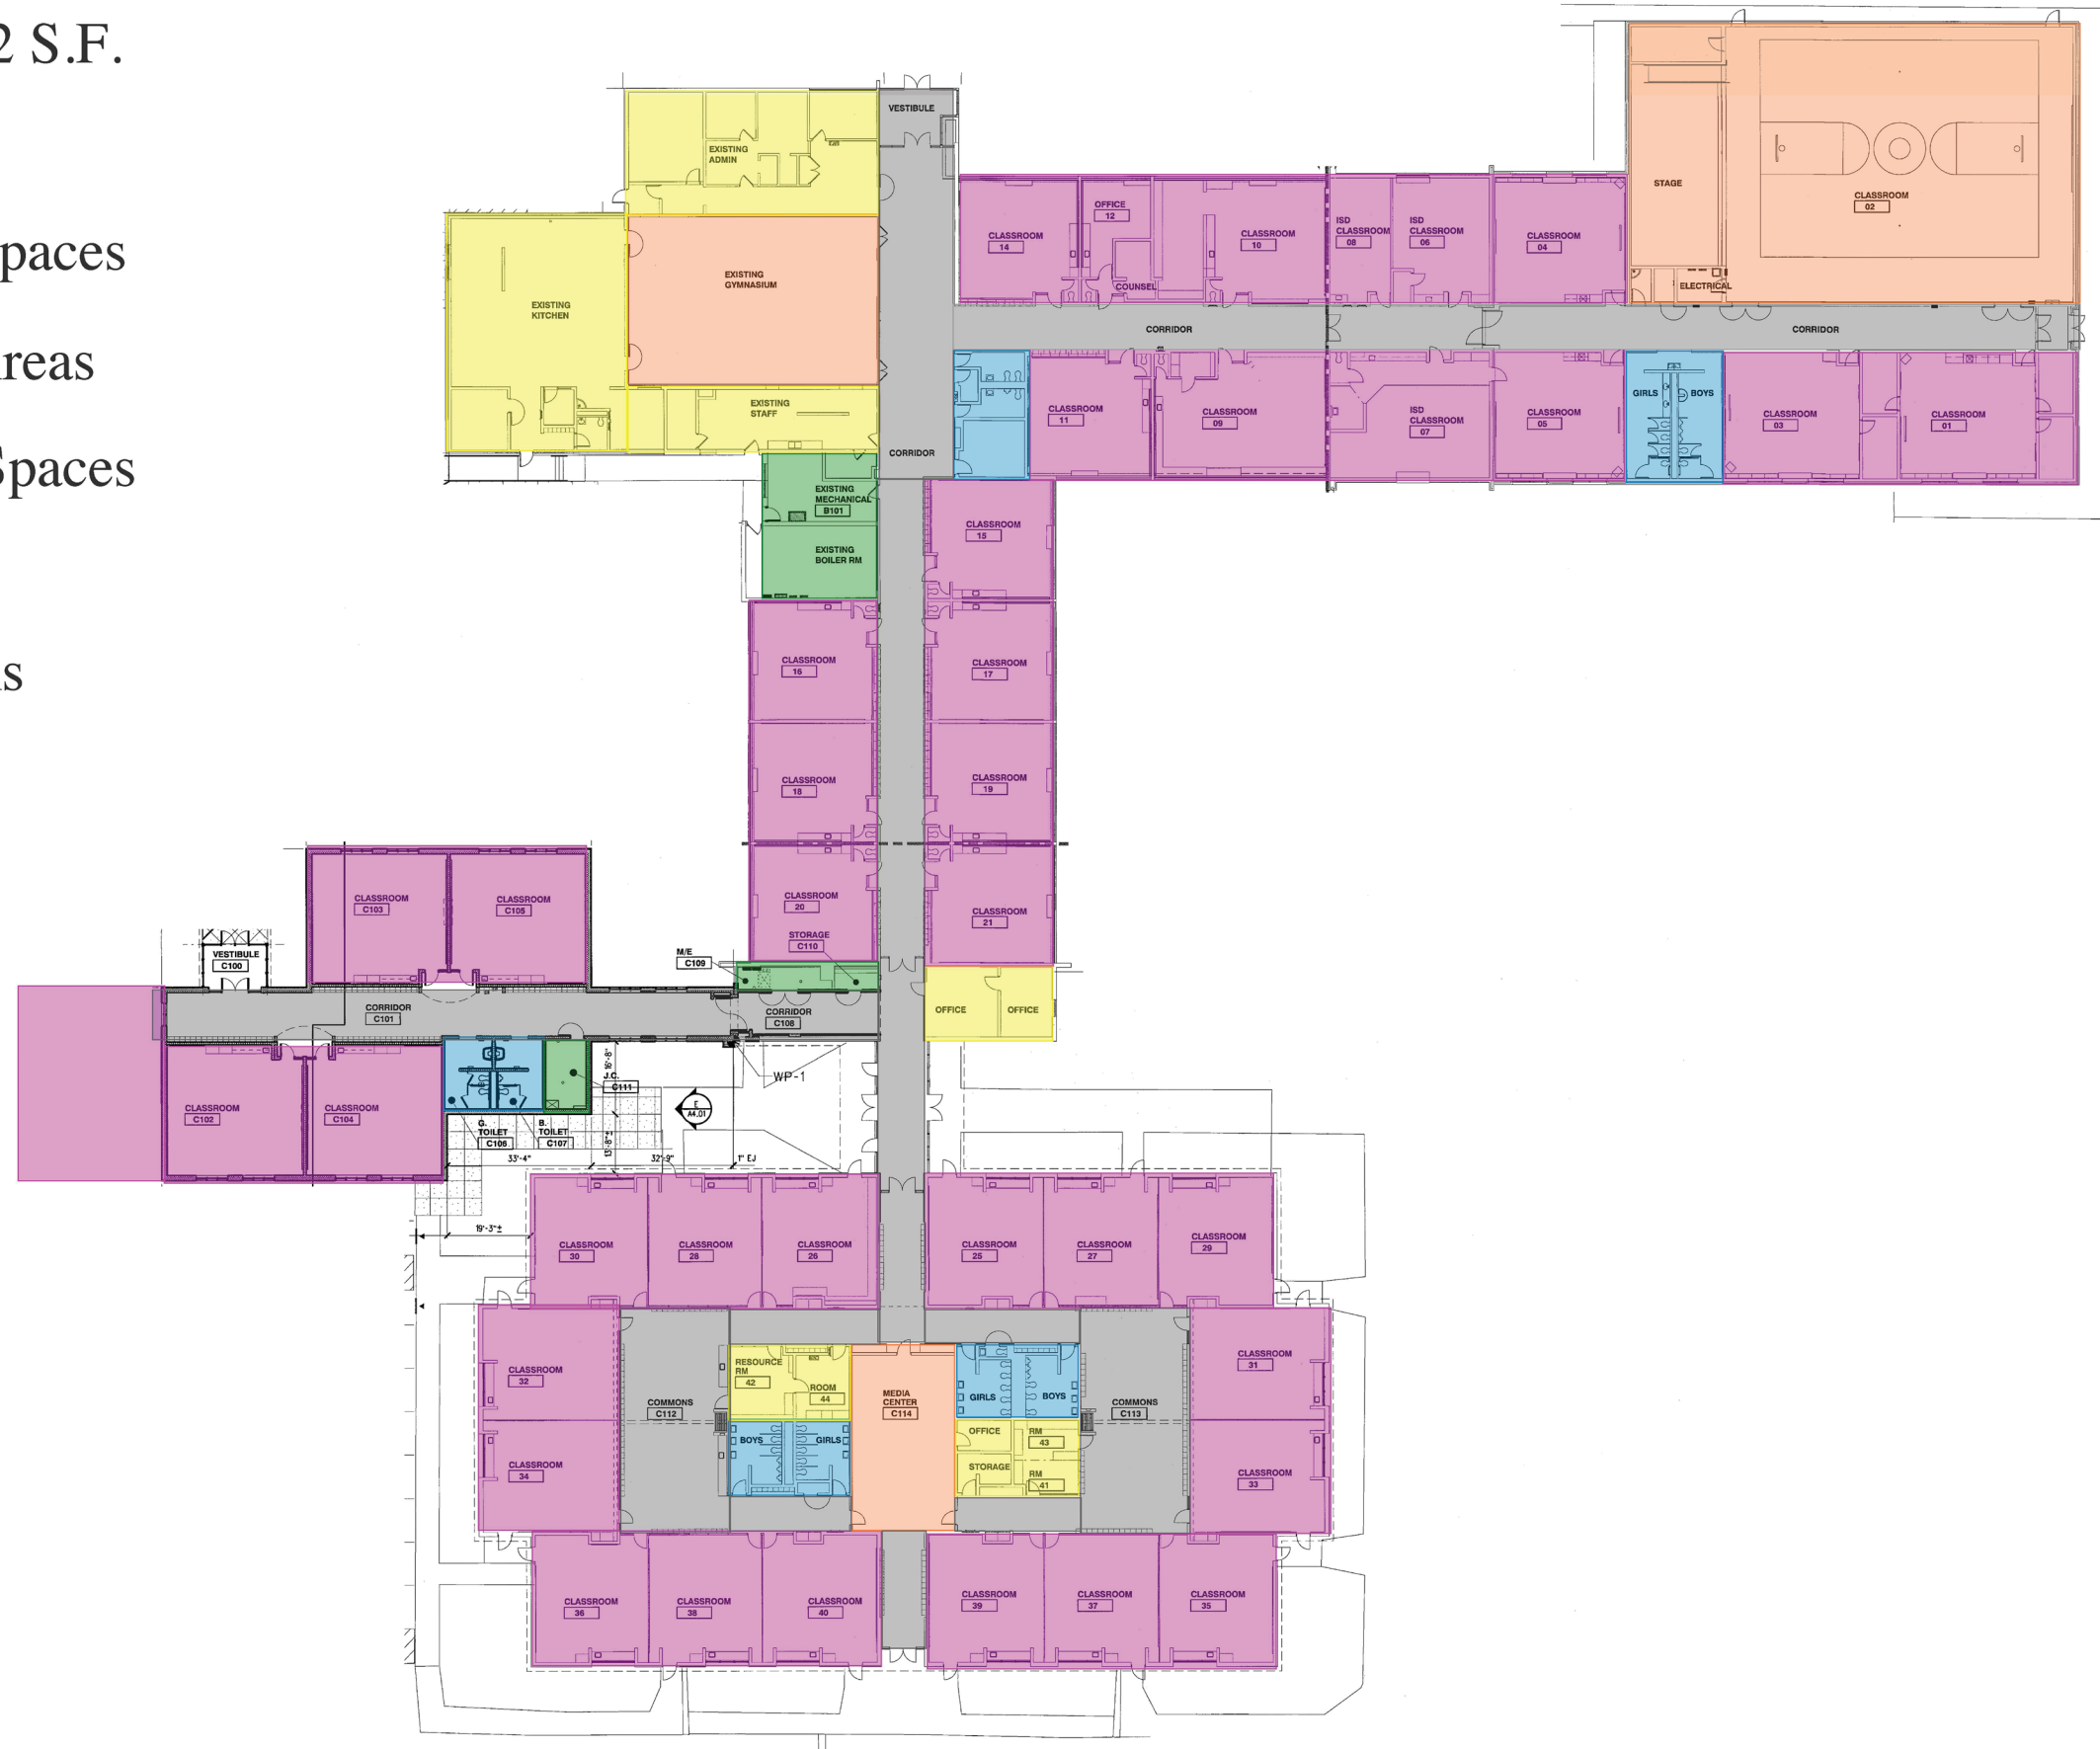 2 S.F.
paces
reas
Spaces
s
VESTIBULE
EXISTING
ADMIN
STAGE
CLASSROOM
02
OFFICE
12
CLASSROOM
14
CLASSROOM
10
ISD
CLASSROOM
08
ISD
CLASSROOM
06
CLASSROOM
04
COUNSEL
ELECTRICAL
EXISTING
GYMNASIUM
EXISTING
KITCHEN
CORRIDOR
CORRIDOR
EXISTING
STAFF
CLASSROOM
11
CLASSROOM
09
ISD
CLASSROOM
07
CLASSROOM
05
GIRLS
BOYS
CLASSROOM
03
CLASSROOM
01
CORRIDOR
EXISTING
MECHANICAL
B101
EXISTING
BOILER RM
CLASSROOM
15
CLASSROOM
16
CLASSROOM
17
CLASSROOM
18
CLASSROOM
19
CLASSROOM
20
CLASSROOM
21
STORAGE
C110
M/E
C109
CLASSROOM
C103
CLASSROOM
C105
VESTIBULE
C100
CORRIDOR
C101
CORRIDOR
C108
OFFICE
OFFICE
CLASSROOM
C102
CLASSROOM
C104
J.C.
C111
16'-8"
WP-1
E
A4.01
G.
TOILET
C106
B.
TOILET
C107
13'-8"±
33'-4"
32'-9"
1" EJ
19'-3"±
CLASSROOM
30
CLASSROOM
28
CLASSROOM
26
CLASSROOM
25
CLASSROOM
27
CLASSROOM
29
CLASSROOM
32
RESOURCE
RM
42
ROOM
44
MEDIA
CENTER
C114
GIRLS
BOYS
CLASSROOM
31
COMMONS
C112
COMMONS
C113
BOYS
GIRLS
OFFICE
RM
43
STORAGE
RM
41
CLASSROOM
34
CLASSROOM
33
CLASSROOM
36
CLASSROOM
38
CLASSROOM
40
CLASSROOM
39
CLASSROOM
37
CLASSROOM
35